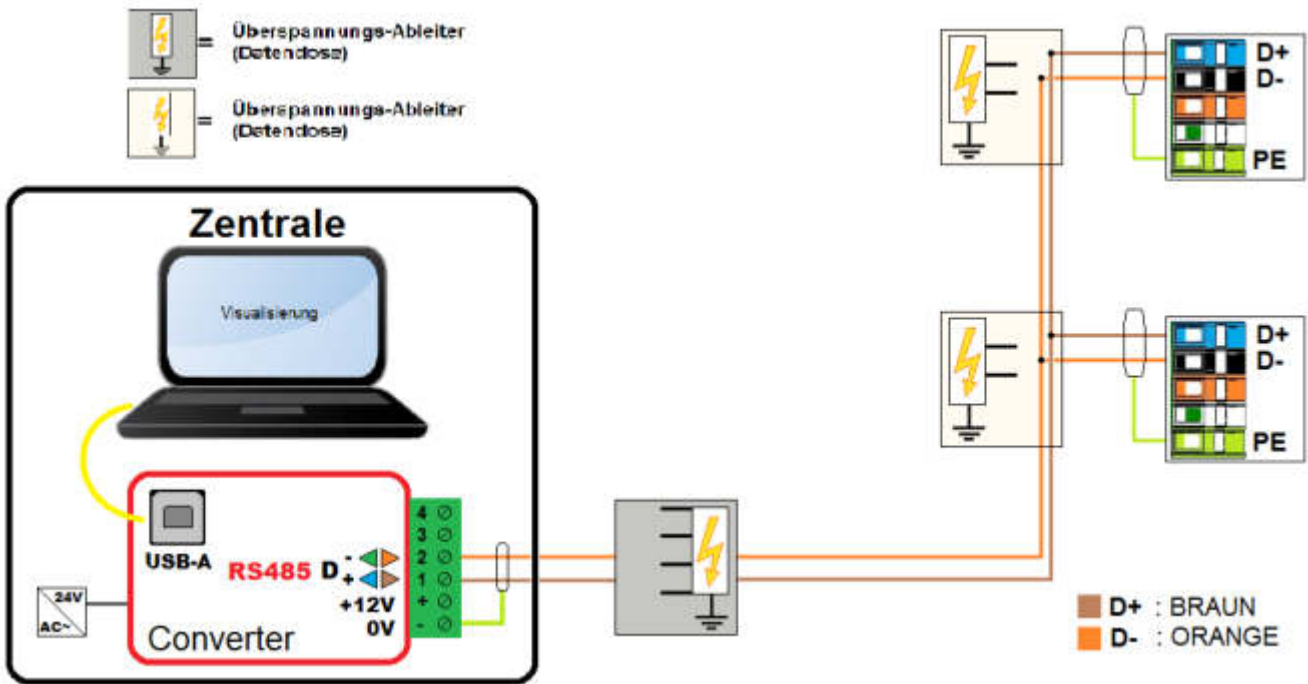 = Überspannungs-Ableiter
(Datendose)
= Überspannungs-Ableiter
(Datendose)
Zentrale
Visualisierung
USB-A
RS485 D -
+
+12V
0V
4
3
2
1
+
-
24V
AC~
Converter
D+
D-
PE
D+
D-
PE
D+ : BRAUN
D- : ORANGE